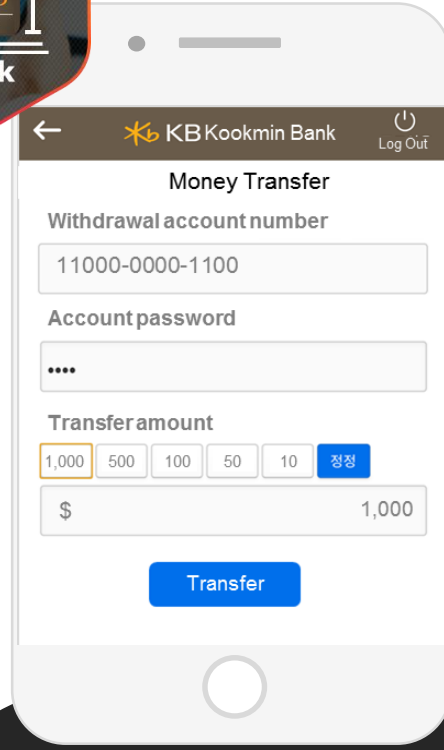 k
KB Kookmin Bank
Log Out
Money Transfer
Withdrawal account number
11000-0000-1100
Account password
••••
Transfer amount
1,000 500 100 50 10 정정
$ 1,000
Transfer